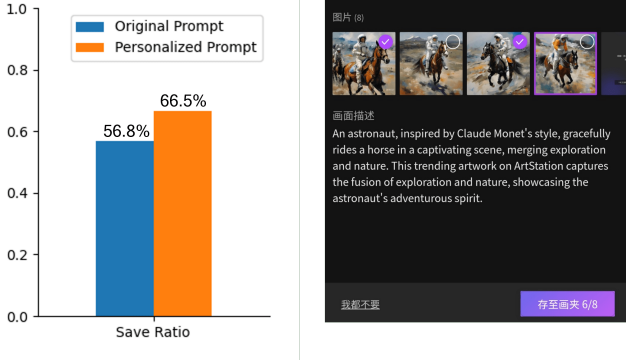 1.0
Original Prompt
Personalized Prompt
0.8
66.5%
56.8%
0.6
0.4
0.2
0.0
Save Ratio
图片 (8)
画面描述
An astronaut, inspired by Claude Monet's style, gracefully
rides a horse in a captivating scene, merging exploration
and nature. This trending artwork on ArtStation captures
the fusion of exploration and nature, showcasing the
astronaut's adventurous spirit.
我都不要
存至画夹 6/8